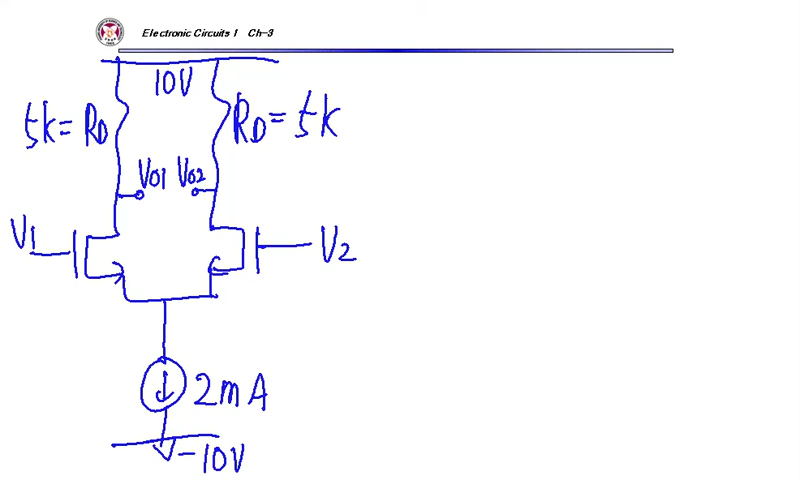 Electronic Circuits 1 Ch-3
10V
5k = RD
RD = 5k
Vo1 Vo2
V1
V2
2mA
-10V